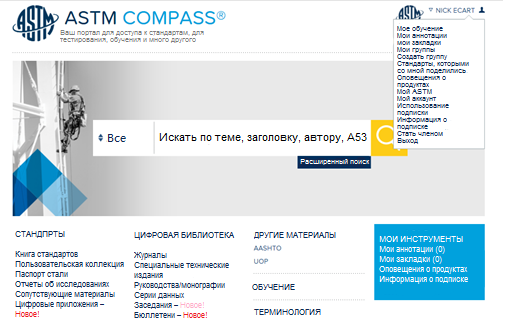 ASTM COMPASS®
Ваш портал для доступа к стандартам, для
тестирования, обучения и много другого
ASTM
NICK ECART
Мое обучение
Мои аннотации
мои закладки
Мои группы
Создать группу
Стандарты, которыми
со мной поделились
Оповещения о
продуктах
Мой ASTM
Мой аккаунт
Использование
подписки
Информация о
подписке
Стать членом
Выход
Все
Искать по теме, заголовку, автору, A53
Расширенный поиск
СТАНДПРТЫ
Книга стандартов
Пользовательская коллекция
Паспорт стали
Отчеты об исследованиях
Сопутствующие материалы
Цифровые приложения –
Новое!
ЦИФРОВАЯ БИБЛИОТЕКА
Журналы
Специальные технические
издания
Руководства/монографии
Серии данных
Заседания – Новое!
Бюллетени – Новое!
ДРУГИЕ МАТЕРИАЛЫ
AASHTO
UOP
ОБУЧЕНИЕ
ТЕРМИНОЛОГИЯ
МОИ ИНСТРУМЕНТЫ
Мои аннотации (0)
Мои закладки (0)
Оповещения о продуктах
Информация о подписке